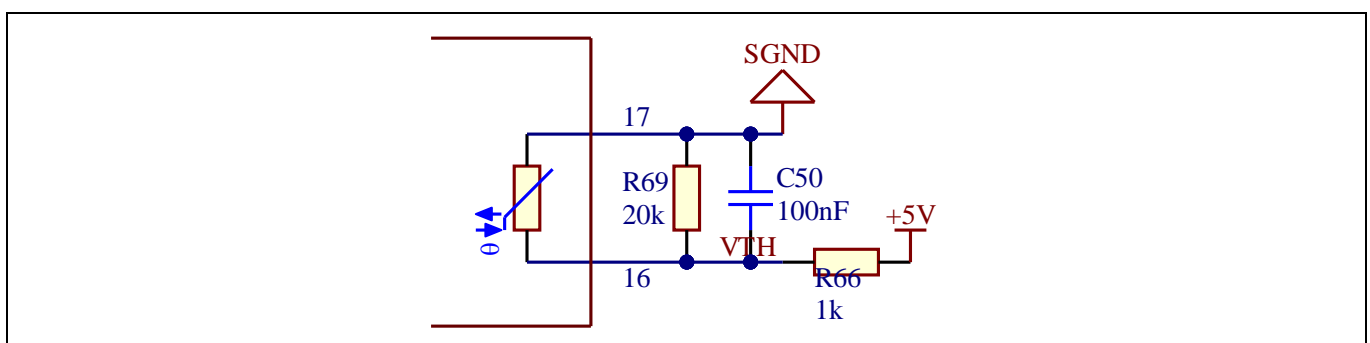 SGND
17
R69
20k
C50
100nF
+5V
VTH
θ
16
R66
1k